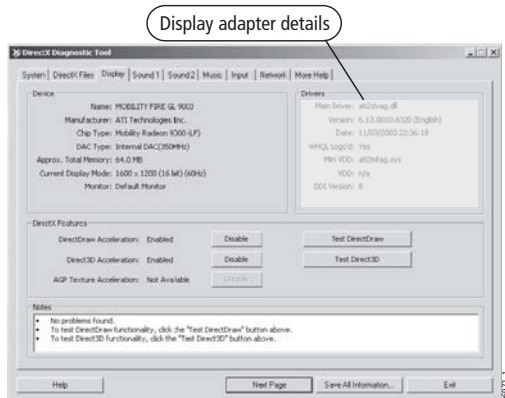 Display adapter details
DirectX Diagnostic Tool
System DirectX Files Display Sound 1 Sound 2 Music Input Network More Help
Device
Name: MOBILITY FIRE GL 9000
Manufacturer: ATI Technologies Inc.
Chip Type: Mobility Radeon 9000 (LF)
DAC Type: Internal DAC(350MHz)
Approx. Total Memory: 64.0 MB
Current Display Mode: 1600 x 1200 (16 bit) (60Hz)
Monitor: Default Monitor
Drivers
Main Driver: ati2dvag.dll
Version: 6.13.0010.6320 (English)
Date: 11/03/2003 22:36:18
WHQL Logo'd: Yes
Mini VDD: ati2mtag.sys
VDD: n/a
DDI Version: 8
DirectX Features
DirectDraw Acceleration: Enabled Disable Test DirectDraw
Direct3D Acceleration: Enabled Disable Test Direct3D
AGP Texture Acceleration: Not Available Disable
Notes
• No problems found.
• To test DirectDraw functionality, click the "Test DirectDraw" button above.
• To test Direct3D functionality, click the "Test Direct3D" button above.
Help Next Page Save All Information... Exit